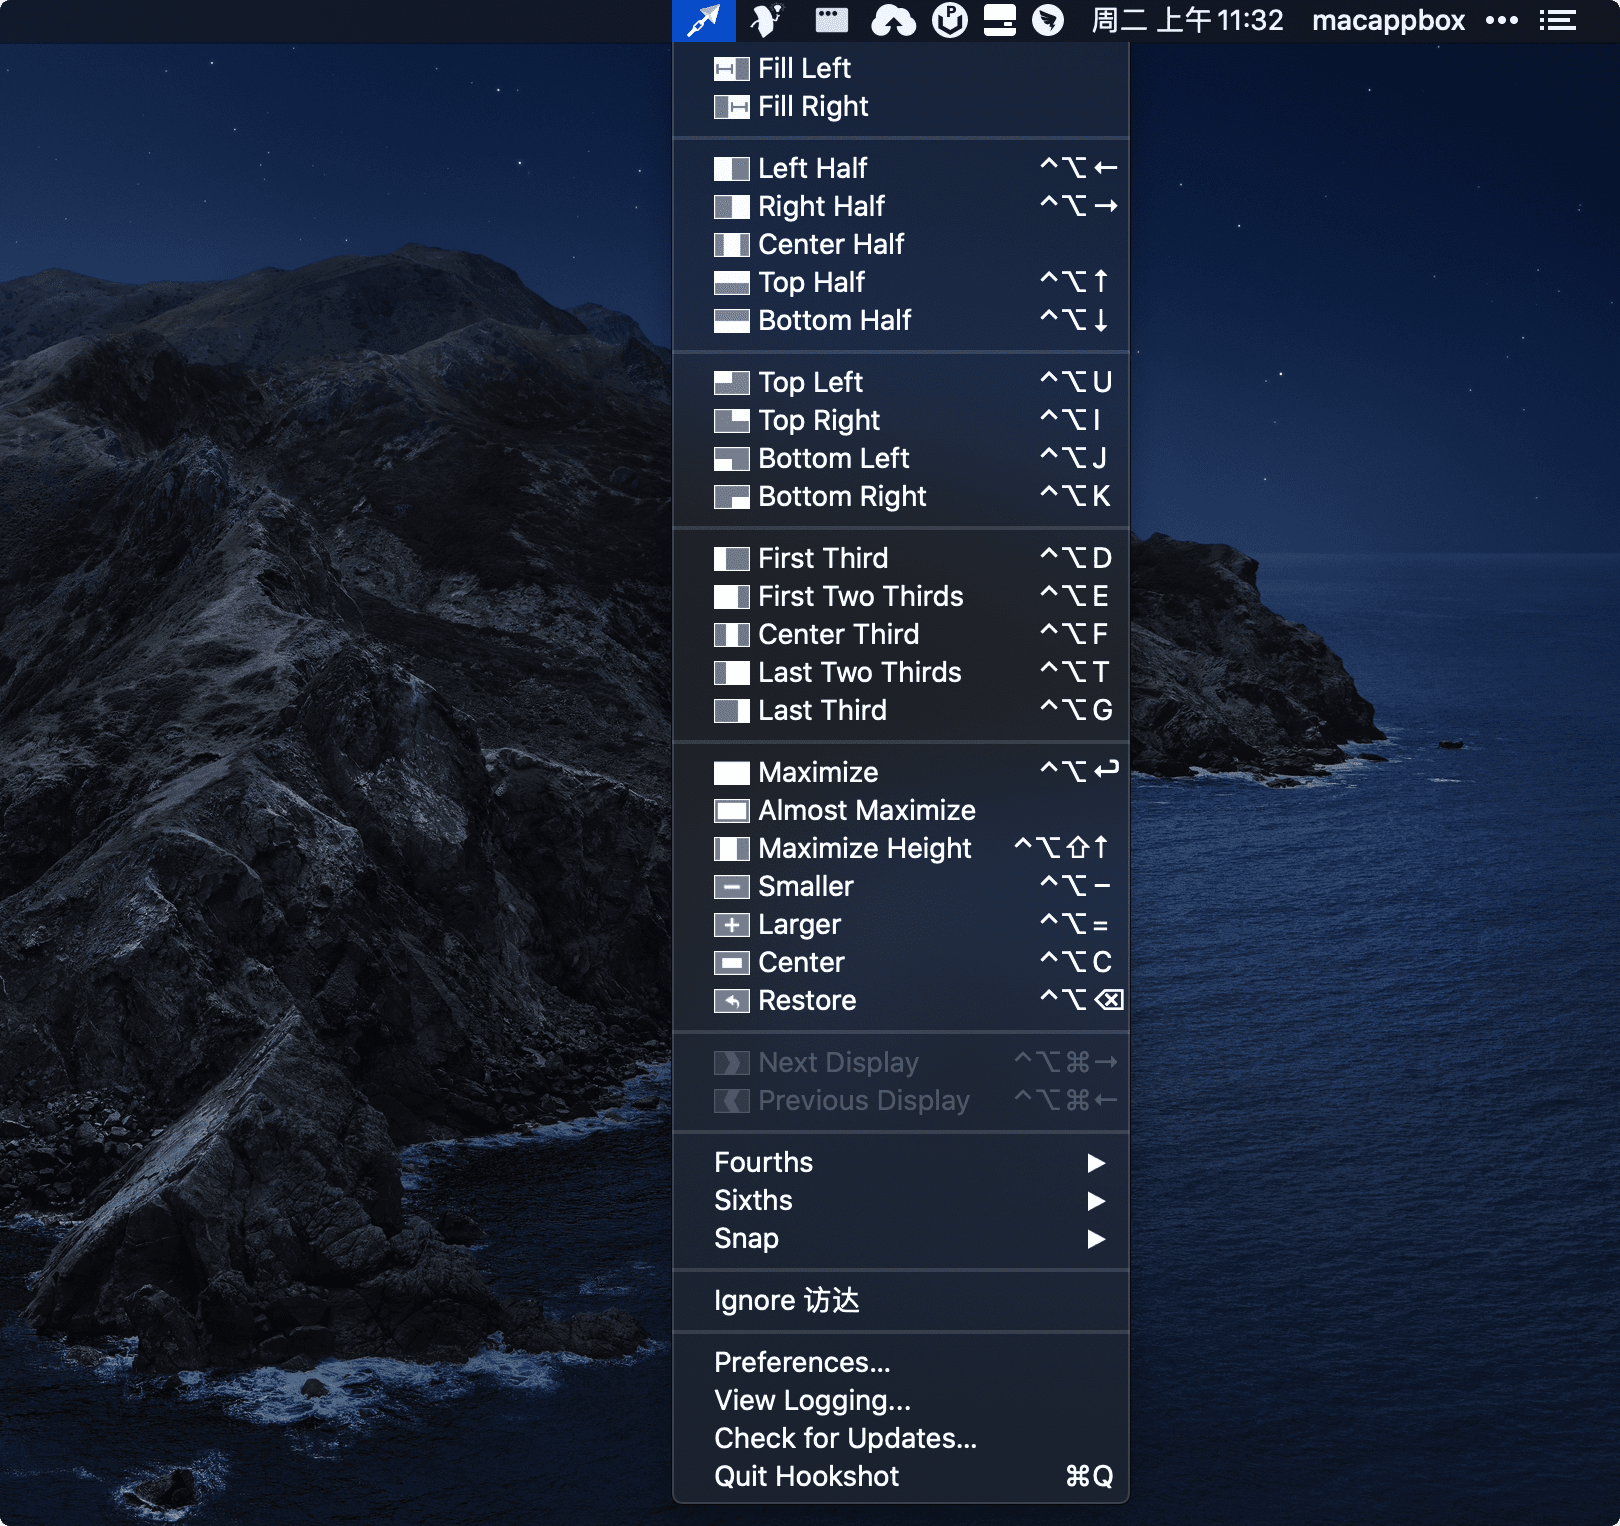 周二 上午11:32 macappbox
Fill Left
Fill Right
Left Half ^⌥←
Right Half ^⌥→
Center Half
Top Half ^⌥↑
Bottom Half ^⌥↓
Top Left ^⌥U
Top Right ^⌥I
Bottom Left ^⌥J
Bottom Right ^⌥K
First Third ^⌥D
First Two Thirds ^⌥E
Center Third ^⌥F
Last Two Thirds ^⌥T
Last Third ^⌥G
Maximize ^⌥↩
Almost Maximize
Maximize Height ^⌥⇧↑
Smaller ^⌥−
Larger ^⌥=
Center ^⌥C
Restore ^⌥⌫
Next Display ^⌥⌘→
Previous Display ^⌥⌘←
Fourths ▶
Sixths ▶
Snap ▶
Ignore 访达
Preferences...
View Logging...
Check for Updates...
Quit Hookshot ⌘Q